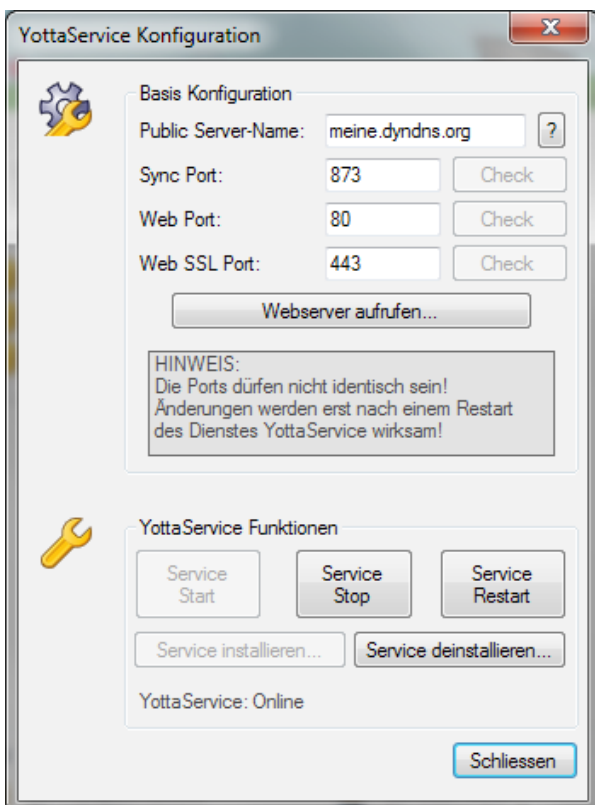 YottaService Konfiguration
Basis Konfiguration
Public Server-Name: meine.dyndns.org ?
Sync Port: 873 Check
Web Port: 80 Check
Web SSL Port: 443 Check
Webserver aufrufen...
HINWEIS:
Die Ports dürfen nicht identisch sein!
Änderungen werden erst nach einem Restart
des Dienstes YottaService wirksam!
YottaService Funktionen
Service Service Service
Start Stop Restart
Service installieren... Service deinstallieren...
YottaService: Online
Schliessen